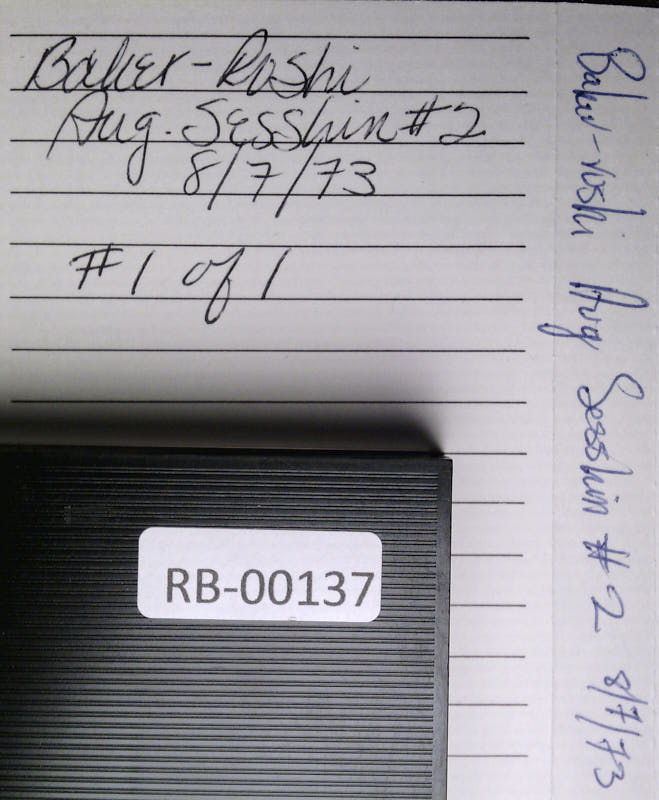 Baker-Roshi
Aug. Sesshin #2
8/7/73
#1 of 1
RB-00137
Baker-roshi Aug Sesshin #2 8/7/73